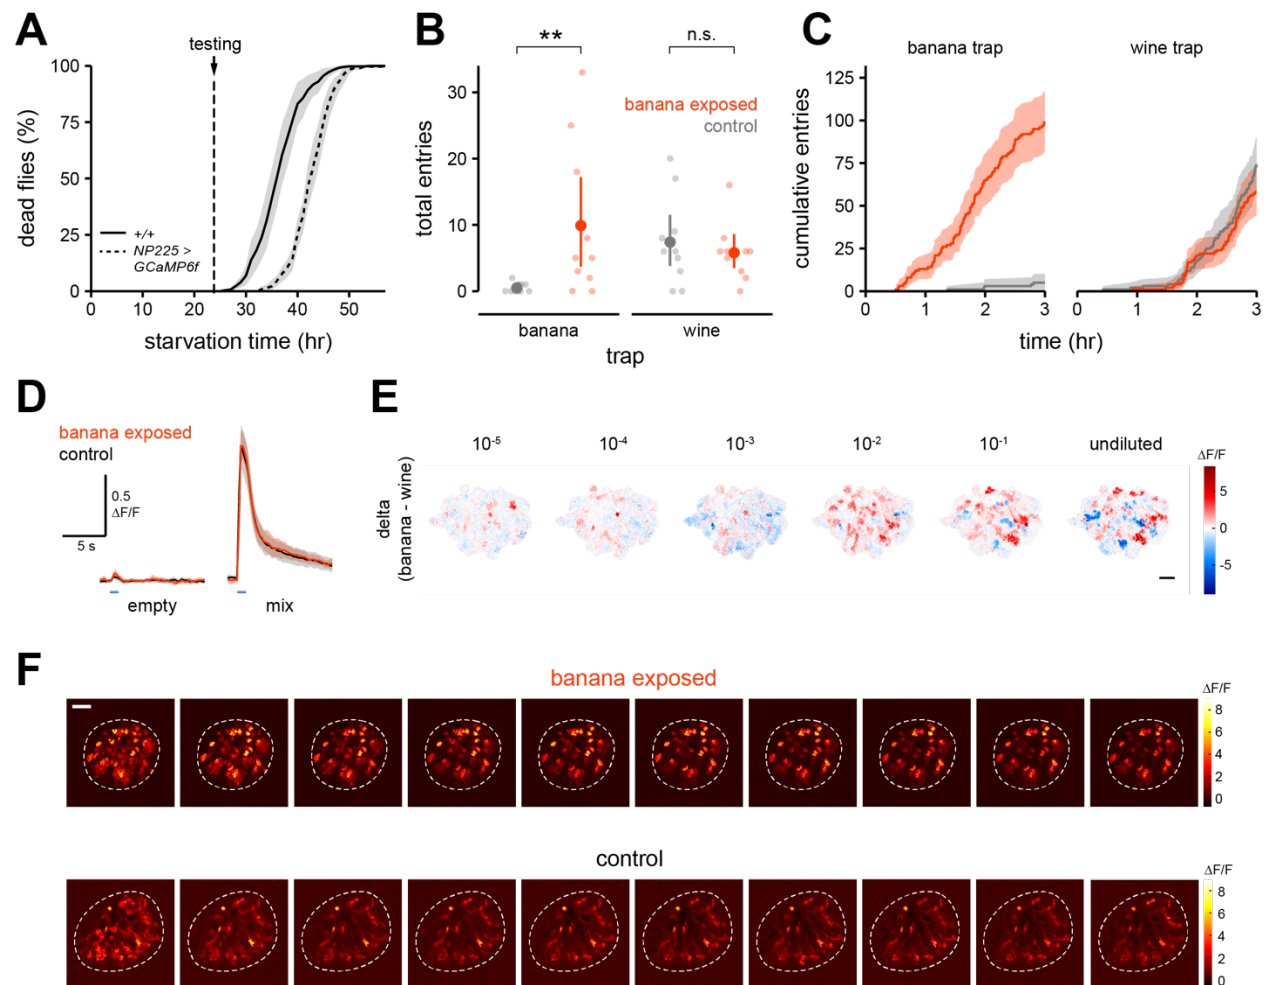 A
testing
dead flies (%)
100
75
50
25
0
+/+
NP225 >
GCaMP6f
0 10 20 30 40 50
starvation time (hr)
B
**
n.s.
total entries
30
20
10
0
banana exposed
control
banana
wine
trap
C
banana trap
wine trap
cumulative entries
125
100
75
50
25
0
0 1 2 3
0 1 2 3
time (hr)
D
banana exposed
control
0.5
ΔF/F
5 s
empty
mix
E
10-5 10-4 10-3 10-2 10-1 undiluted
delta
(banana - wine)
ΔF/F
5
0
-5
F
banana exposed
ΔF/F
8
6
4
2
0
control
ΔF/F
8
6
4
2
0